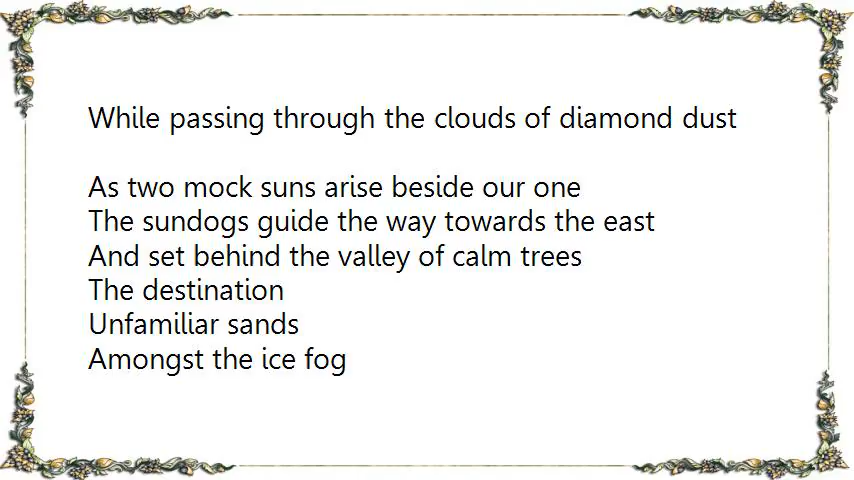 While passing through the clouds of diamond dust
As two mock suns arise beside our one
The sundogs guide the way towards the east
And set behind the valley of calm trees
The destination
Unfamiliar sands
Amongst the ice fog